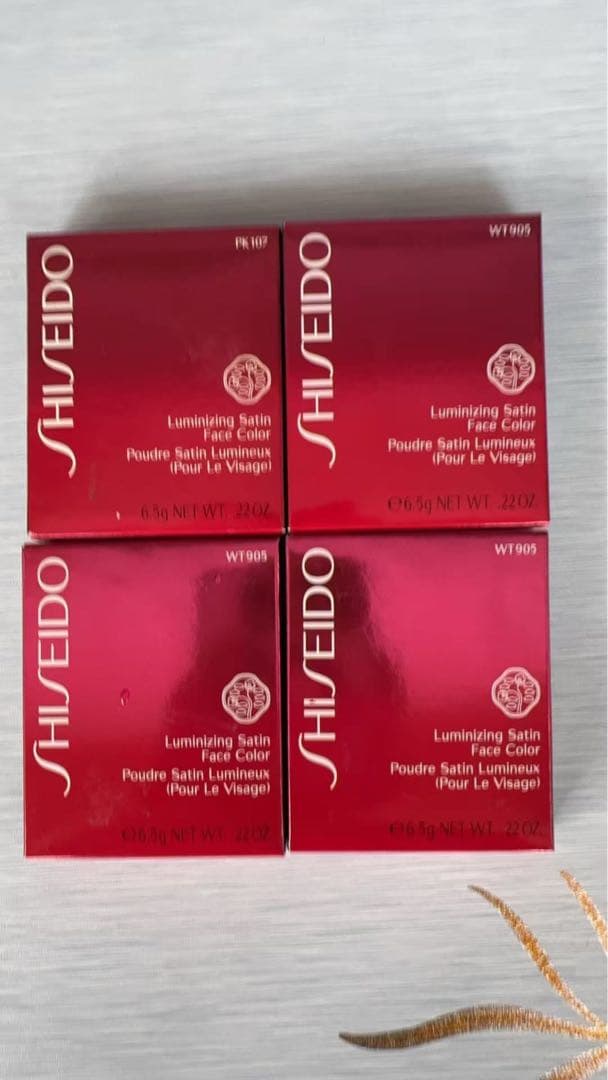 SHISEIDO
PK107
Luminizing Satin
Face Color
Poudre Satin Lumineux
(Pour Le Visage)
6.5g NET WT. .22 OZ.
SHISEIDO
WT905
Luminizing Satin
Face Color
Poudre Satin Lumineux
(Pour Le Visage)
℮6.5g NET WT. .22 OZ.
SHISEIDO
WT905
Luminizing Satin
Face Color
Poudre Satin Lumineux
(Pour Le Visage)
℮6.5g NET WT. .22 OZ.
SHISEIDO
WT905
Luminizing Satin
Face Color
Poudre Satin Lumineux
(Pour Le Visage)
℮6.5g NET WT. .22 OZ.